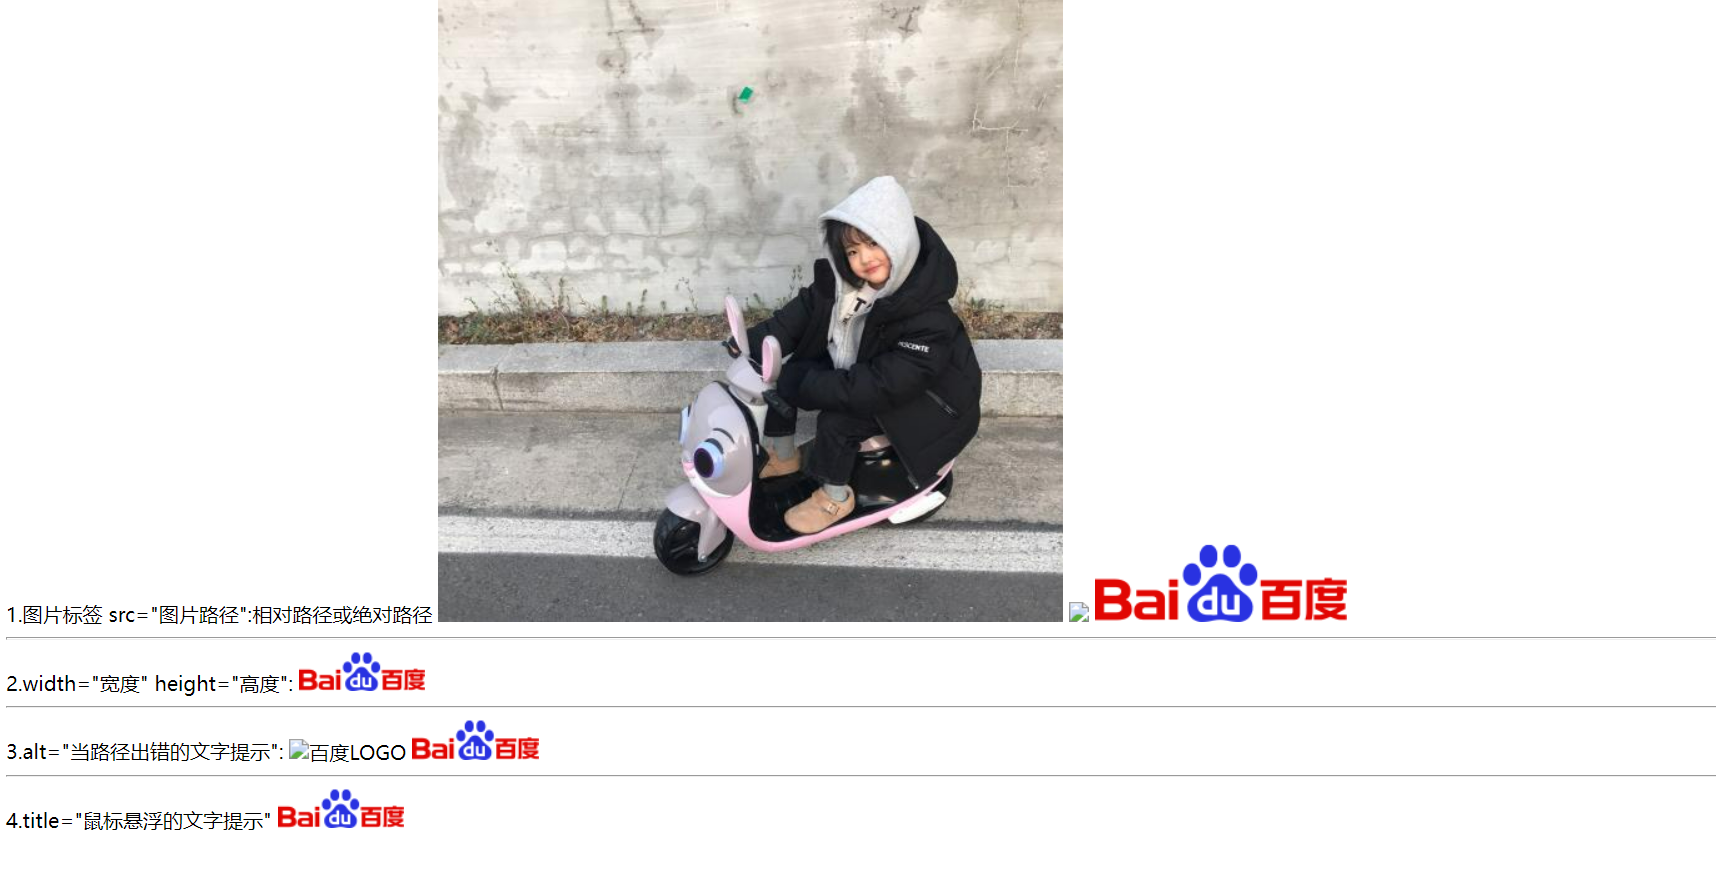 1.图片标签 src="图片路径":相对路径或绝对路径 Bai du 百度
2.width="宽度" height="高度": Bai du 百度
3.alt="当路径出错的文字提示": 百度LOGO Bai du 百度
4.title="鼠标悬浮的文字提示" Bai du 百度